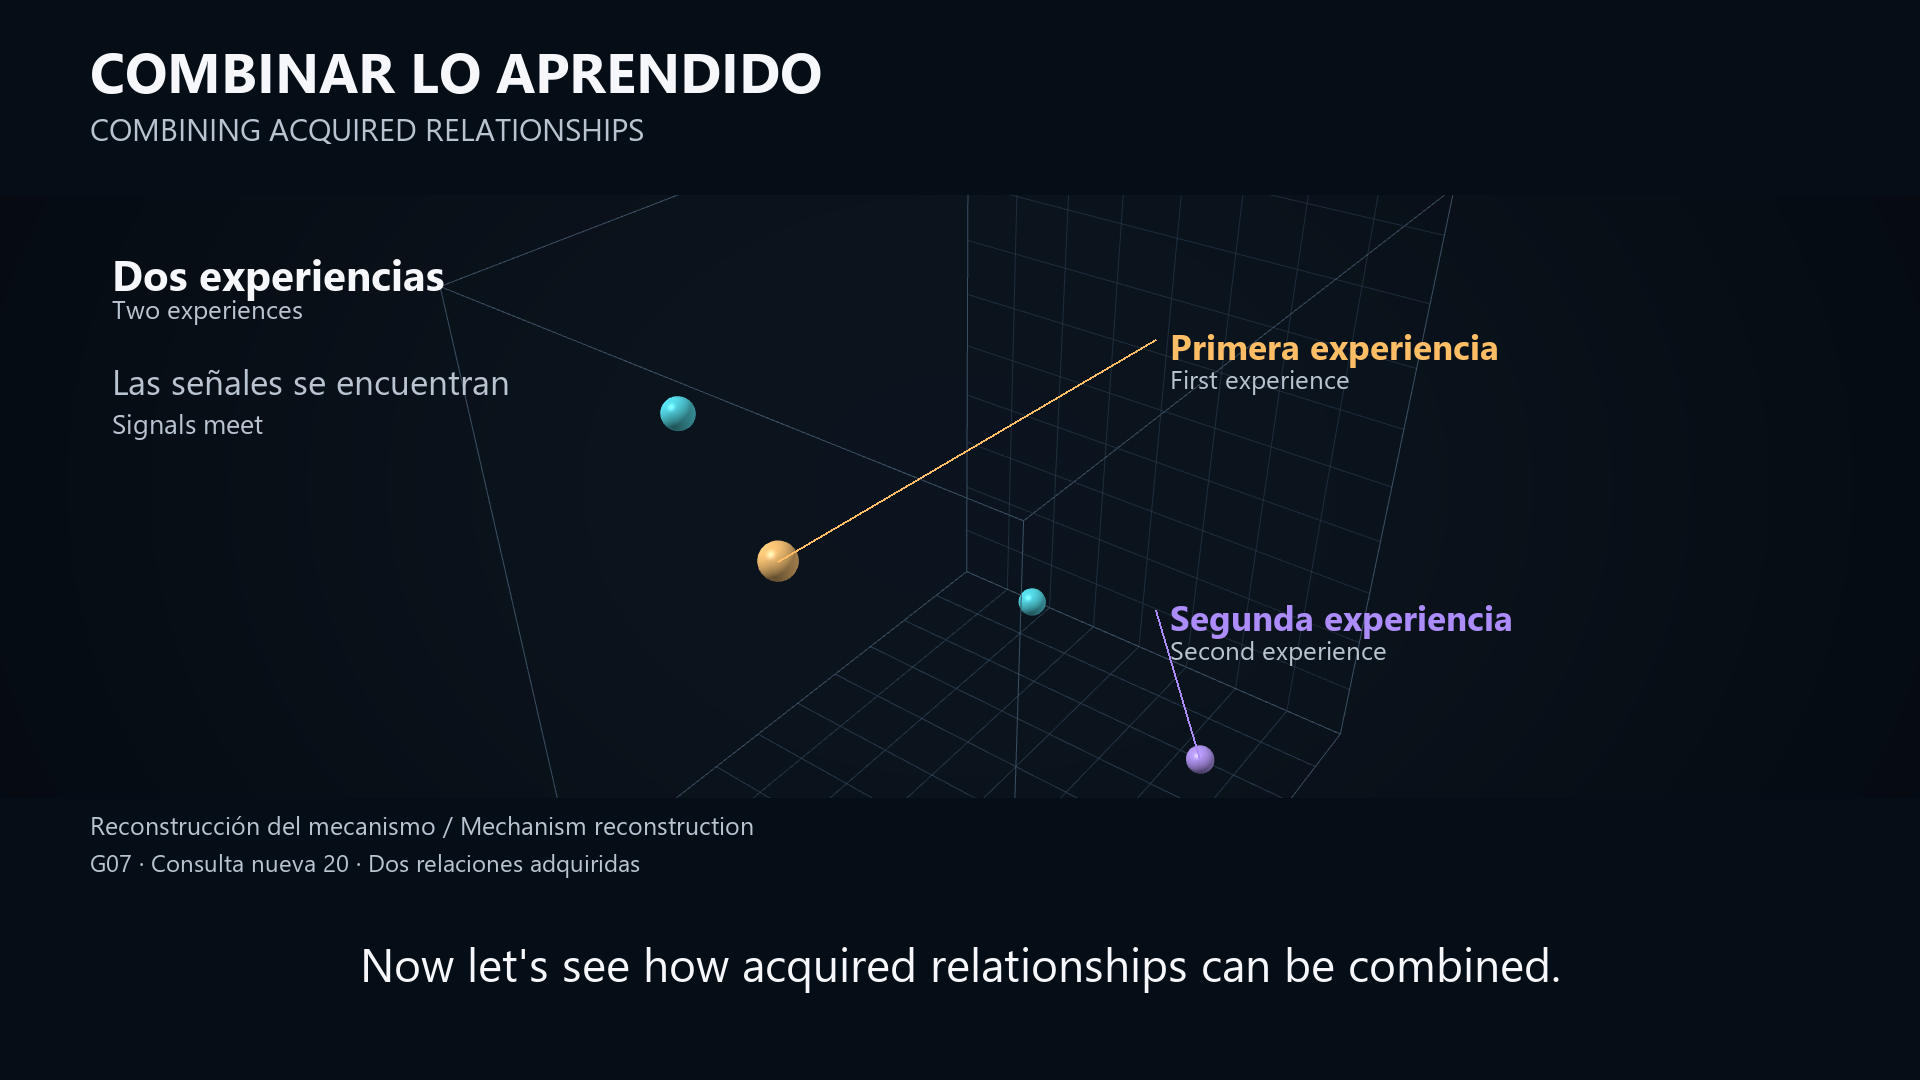 COMBINAR LO APRENDIDO
COMBINING ACQUIRED RELATIONSHIPS
Dos experiencias
Two experiences
Las señales se encuentran
Signals meet
Primera experiencia
First experience
Segunda experiencia
Second experience
Reconstrucción del mecanismo / Mechanism reconstruction
G07 · Consulta nueva 20 · Dos relaciones adquiridas
Now let's see how acquired relationships can be combined.